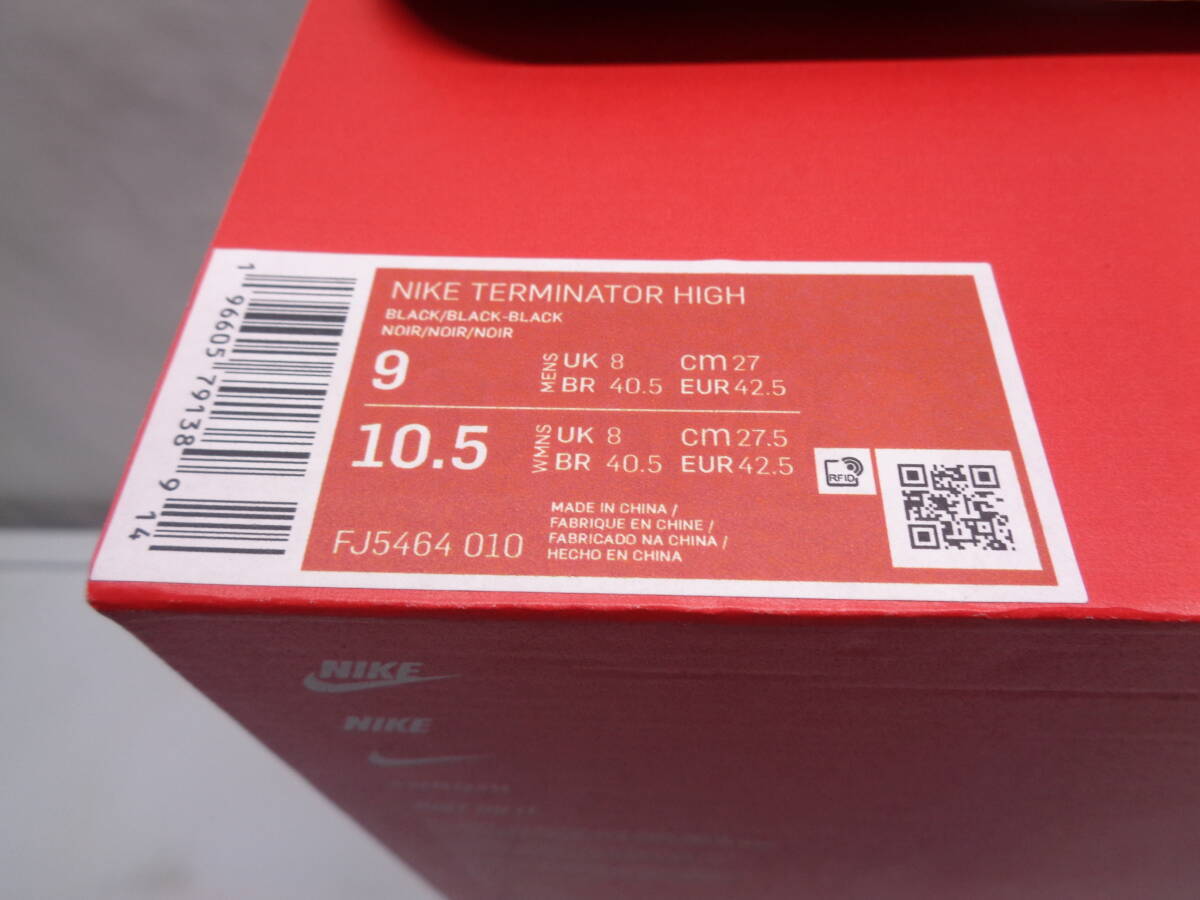 NIKE TERMINATOR HIGH
BLACK/BLACK-BLACK
NOIR/NOIR/NOIR
9 MENS UK 8 cm 27
BR 40.5 EUR 42.5
10.5 WMNS UK 8 cm 27.5
BR 40.5 EUR 42.5
FJ5464 010
MADE IN CHINA /
FABRIQUE EN CHINE /
FABRICADO NA CHINA /
HECHO EN CHINA
RFID
1 96605 79138 9 14
NIKE
NIKE